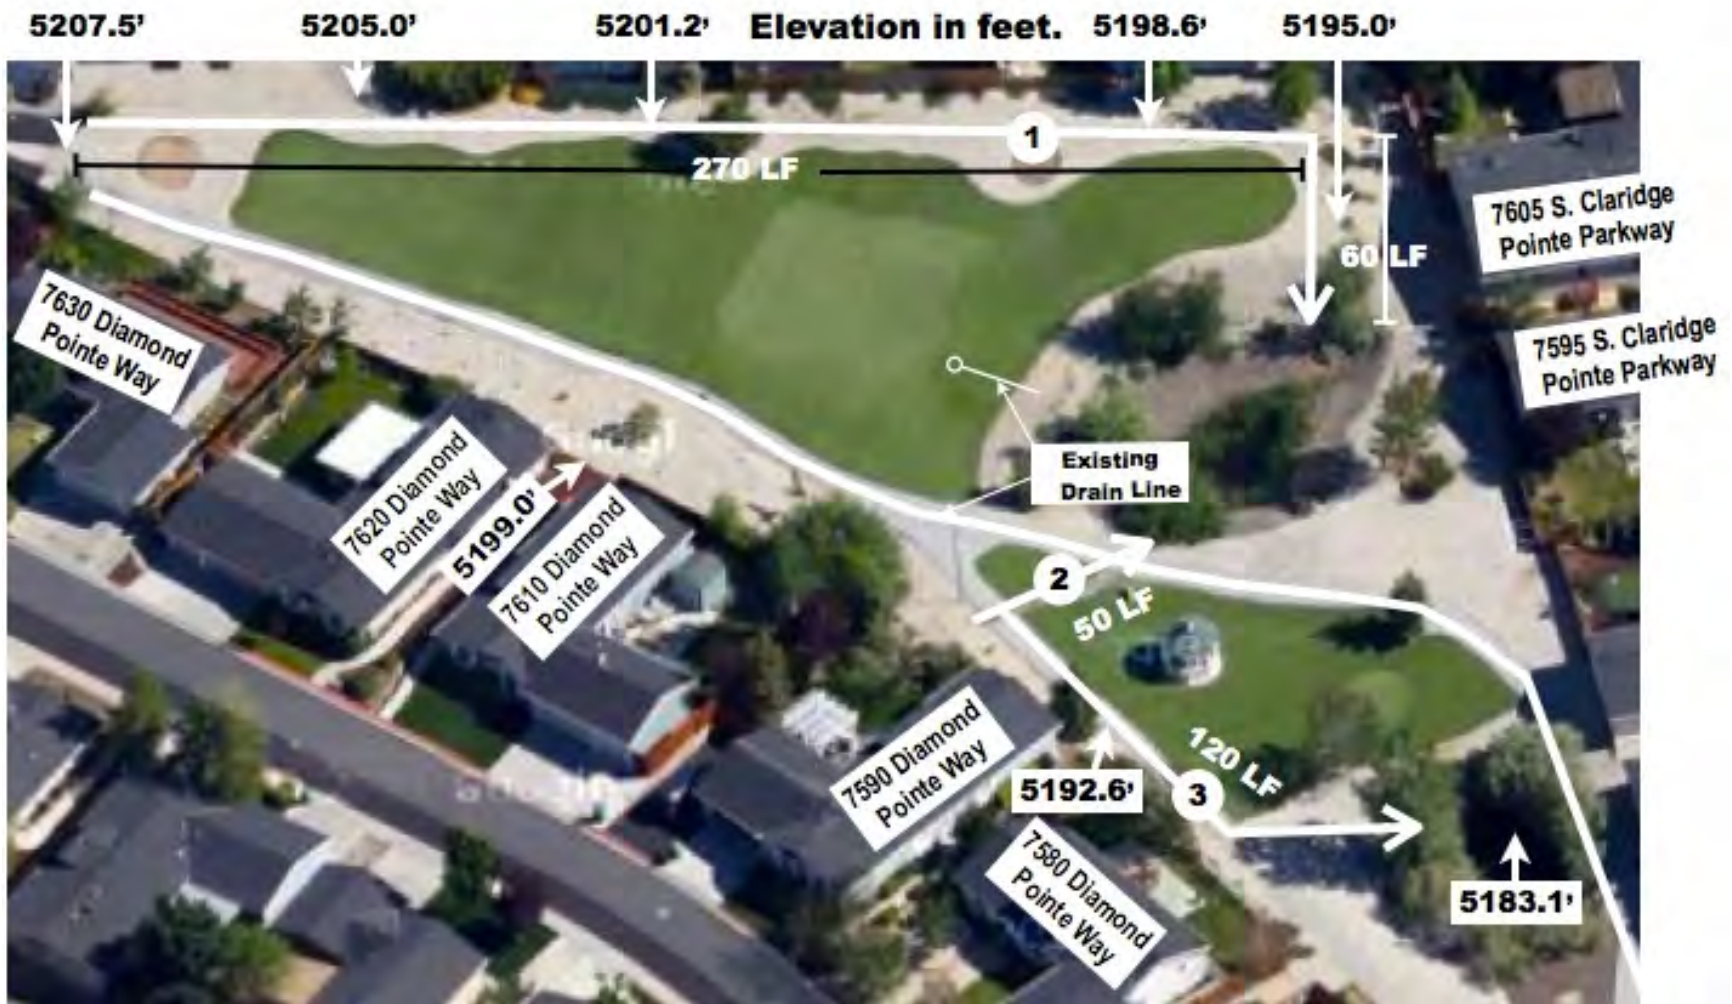 5207.5' 5205.0' 5201.2' Elevation in feet. 5198.6' 5195.0'
1
270 LF
7605 S. Claridge
Pointe Parkway
60 LF
7630 Diamond
Pointe Way
7595 S. Claridge
Pointe Parkway
7620 Diamond
Pointe Way
5199.0'
Existing
Drain Line
7610 Diamond
Pointe Way
2
50 LF
7590 Diamond
Pointe Way
120 LF
5192.6'
3
7580 Diamond
Pointe Way
5183.1'